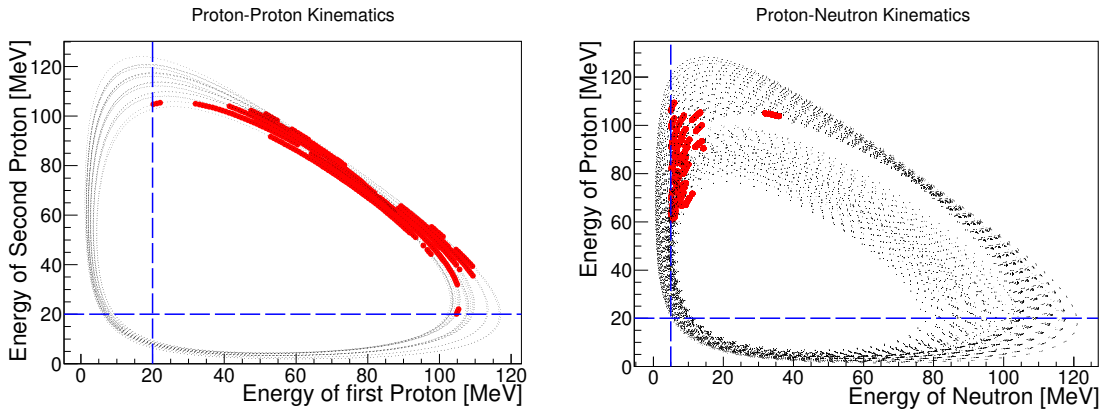 Proton-Proton Kinematics
Energy of Second Proton [MeV]
120
100
80
60
40
20
0
0 20 40 60 80 100 120
Energy of first Proton [MeV]
Proton-Neutron Kinematics
Energy of Proton [MeV]
120
100
80
60
40
20
0
0 20 40 60 80 100 120
Energy of Neutron [MeV]